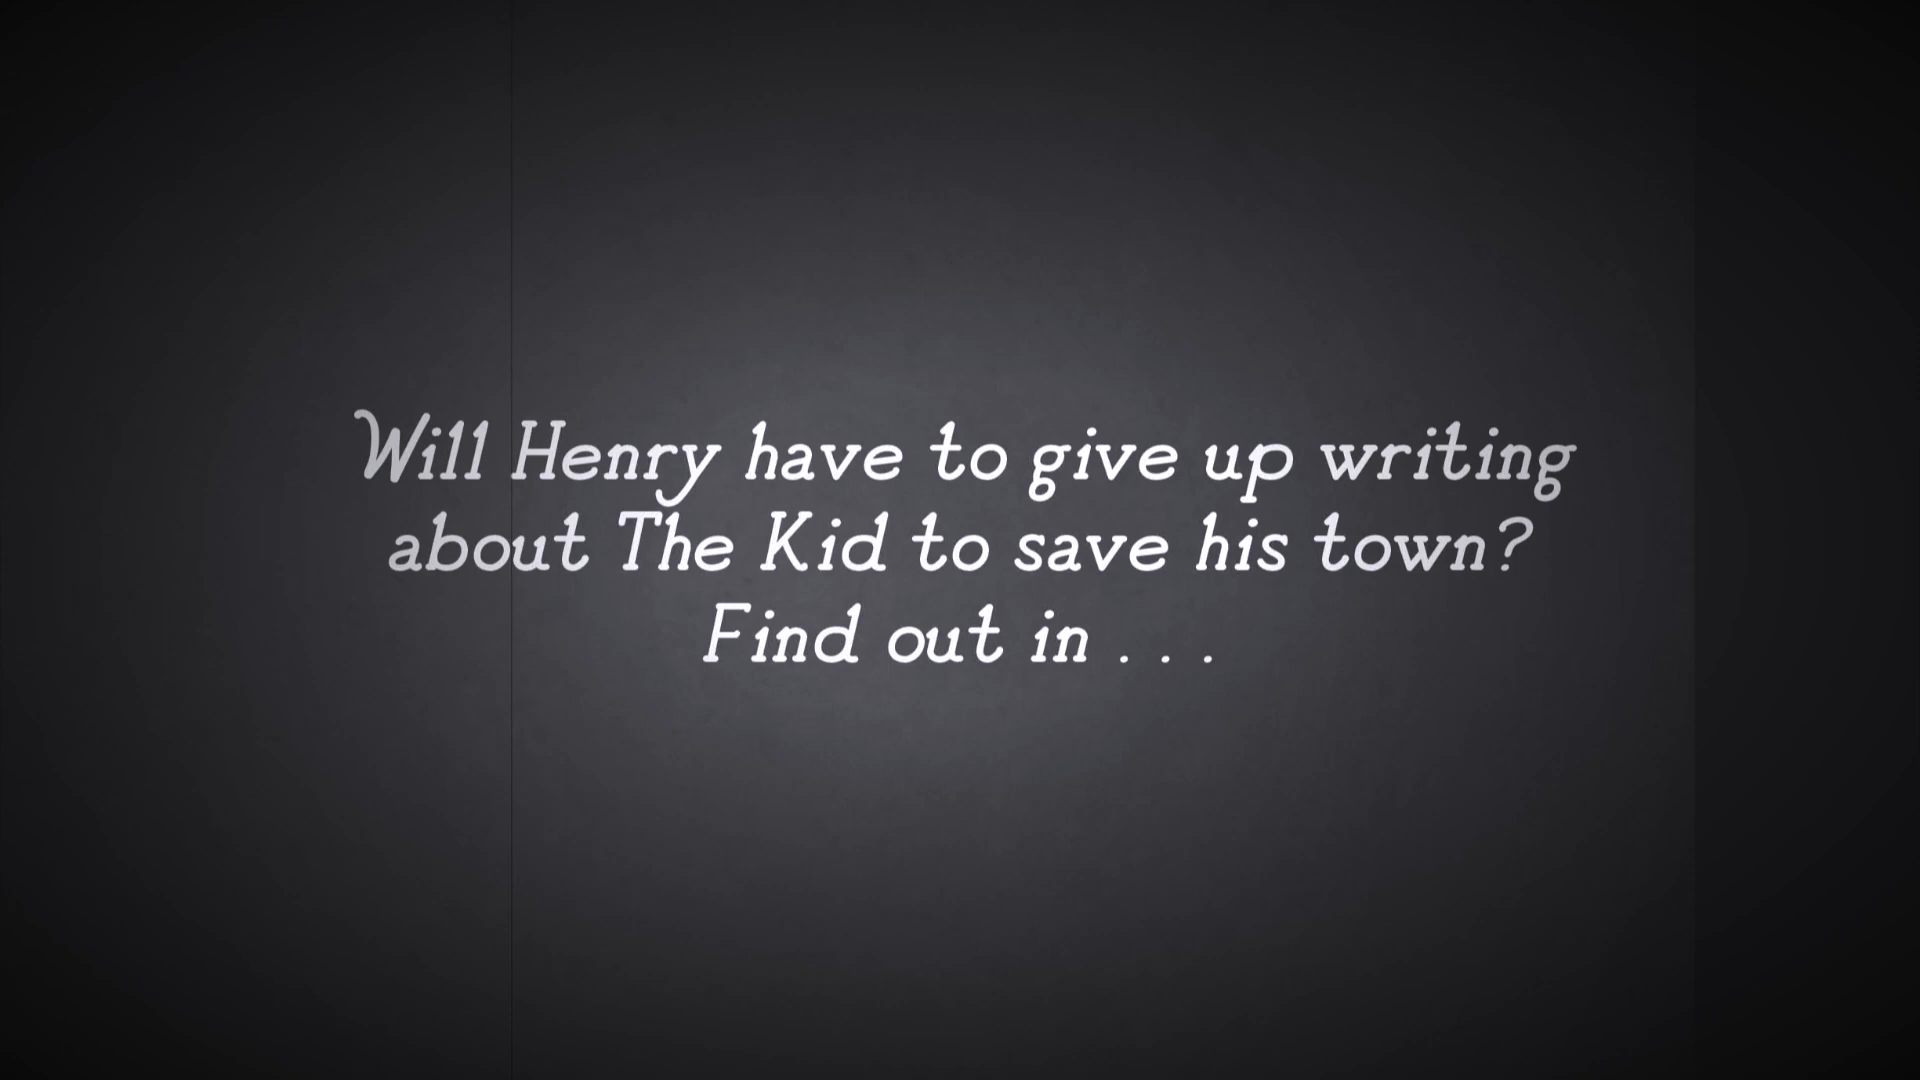 Will Henry have to give up writing
about The Kid to save his town?
Find out in . . .